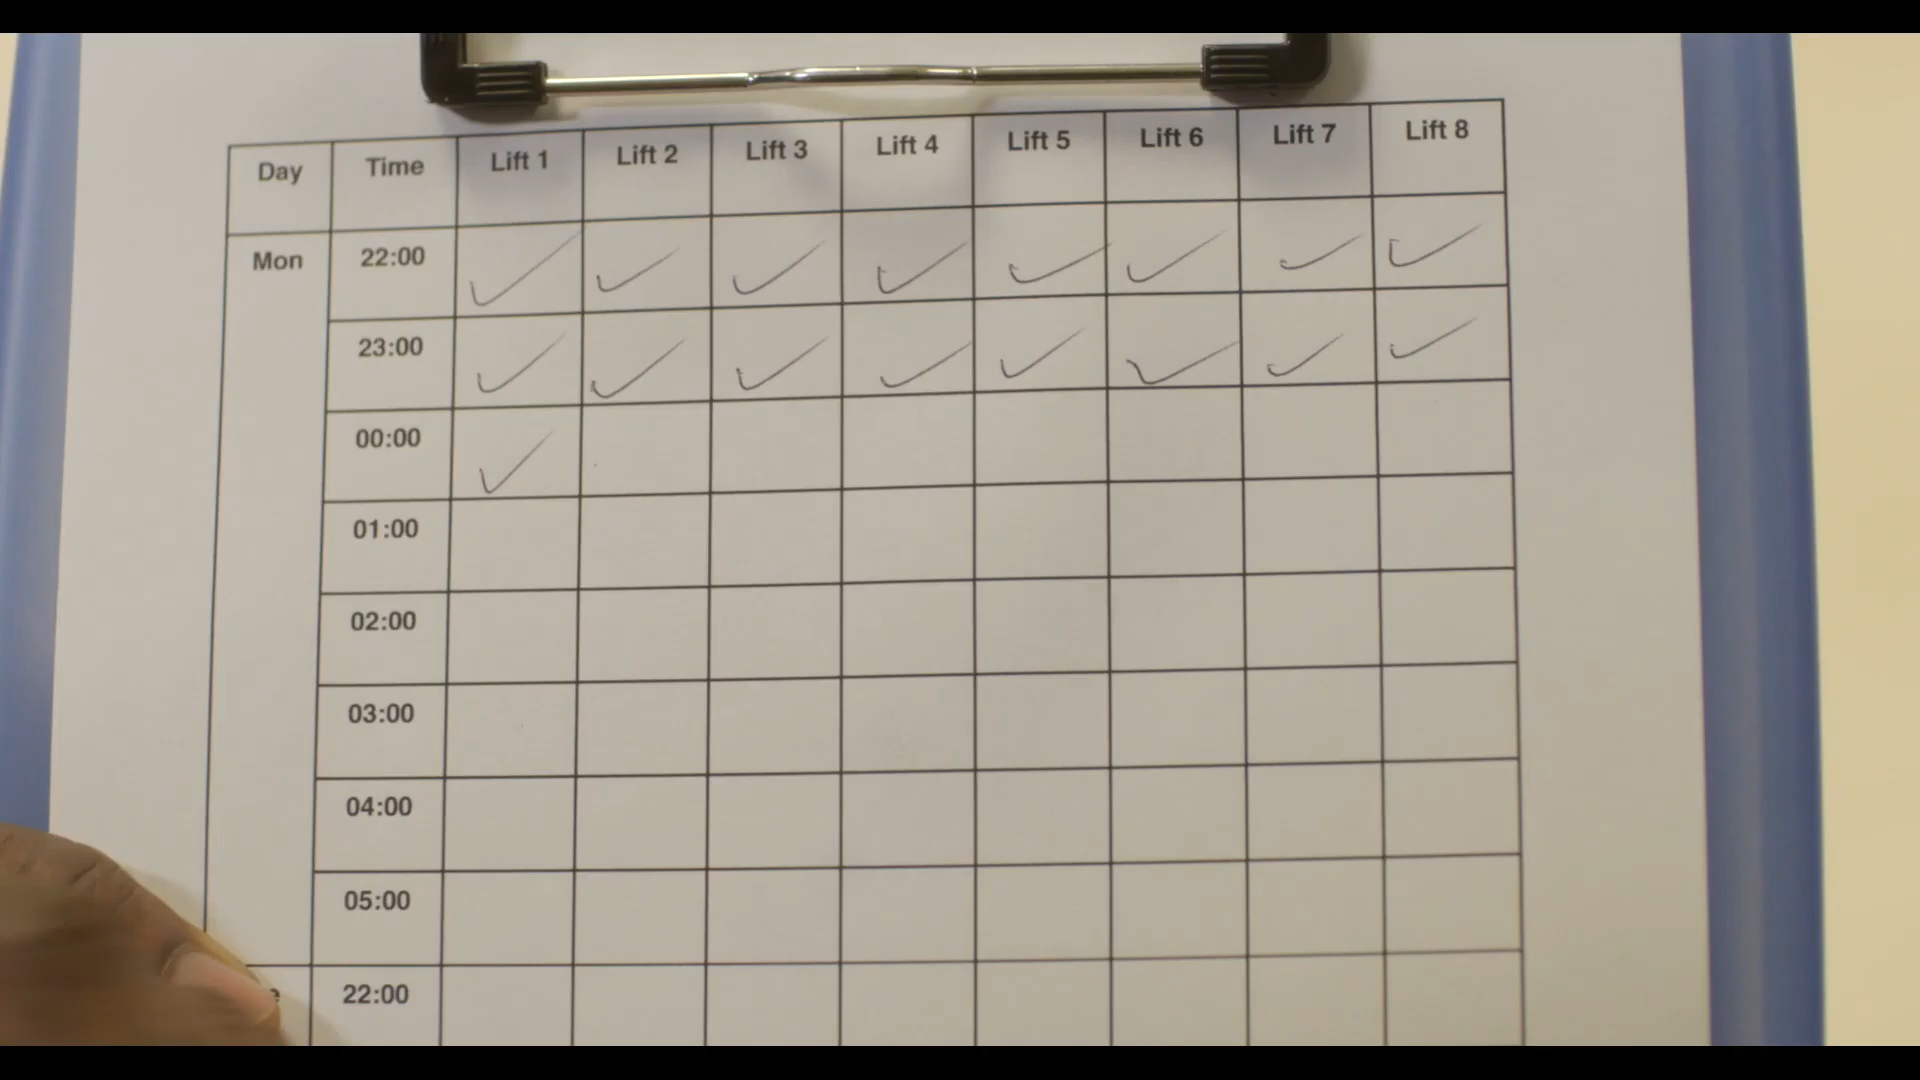 Day Time Lift 1 Lift 2 Lift 3 Lift 4 Lift 5 Lift 6 Lift 7 Lift 8
Mon 22:00 ✓ ✓ ✓ ✓ ✓ ✓ ✓ ✓
23:00 ✓ ✓ ✓ ✓ ✓ ✓ ✓ ✓
00:00 ✓
01:00
02:00
03:00
04:00
05:00
22:00